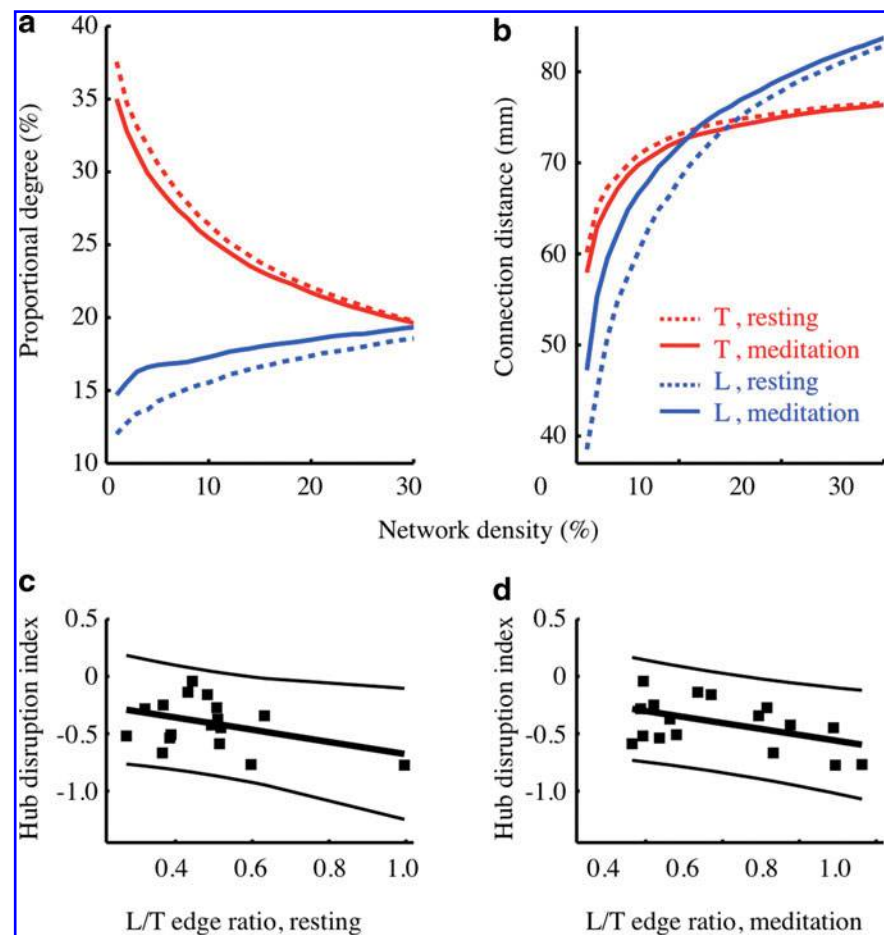 a
b
40
35
30
25
20
15
10
Proportional degree (%)
0
10
20
30
80
70
60
50
40
Connection distance (mm)
T , resting
T , meditation
L , resting
L , meditation
0
10
20
30
Network density (%)
c
d
0.5
0
-0.5
-1.0
Hub disruption index
0.4
0.6
0.8
1.0
L/T edge ratio, resting
0.5
0
-0.5
-1.0
Hub disruption index
0.4
0.6
0.8
1.0
L/T edge ratio, meditation